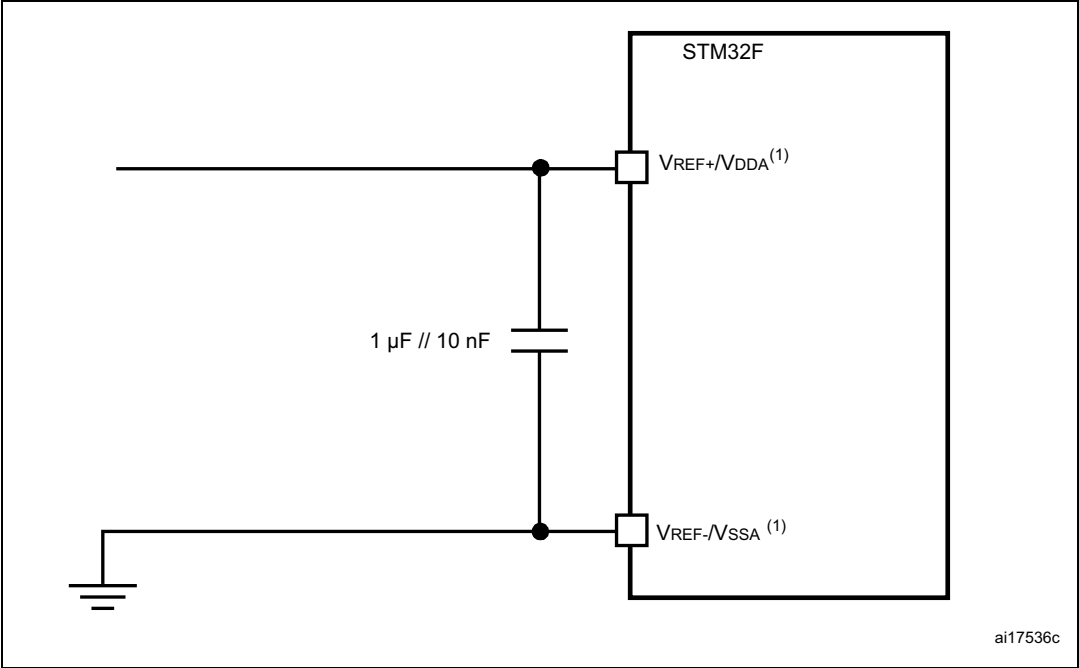 STM32F
VREF+/VDDA(1)
1 µF // 10 nF
VREF-/VSSA (1)
ai17536c